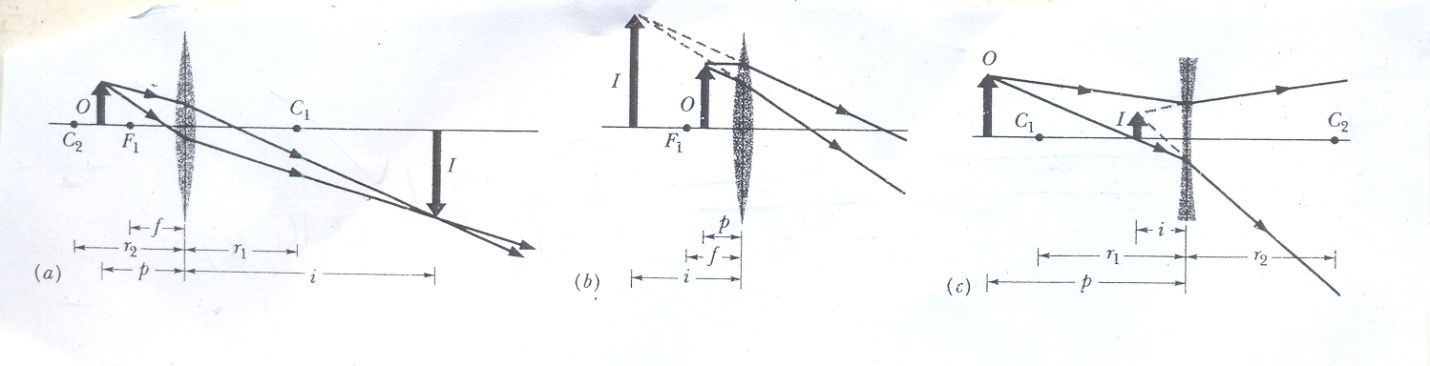 O
C₂
F₁
C₁
I
f
r₂
r₁
p
i
(a)
I
O
F₁
p
f
i
(b)
O
C₁
I
C₂
i
r₁
r₂
p
(c)